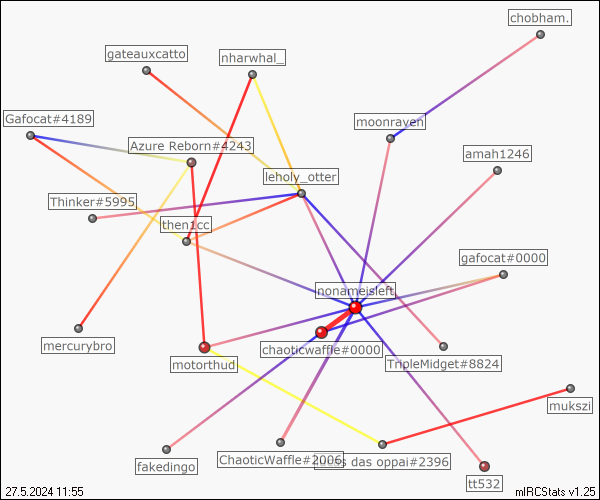 chobham.
gateauxcatto
nharwhal_
Gafocat#4189
moonraven
Azure Reborn#4243
amah1246
leholy_otter
Thinker#5995
then1cc
gafocat#0000
nonameisleft
mercurybro
chaoticwaffle#0000
motorthud
TripleMidget#8824
mukszi
ChaoticWaffle#2006
das oppai#2396
fakedingo
tt532
27.5.2024 11:55
mIRCStats v1.25